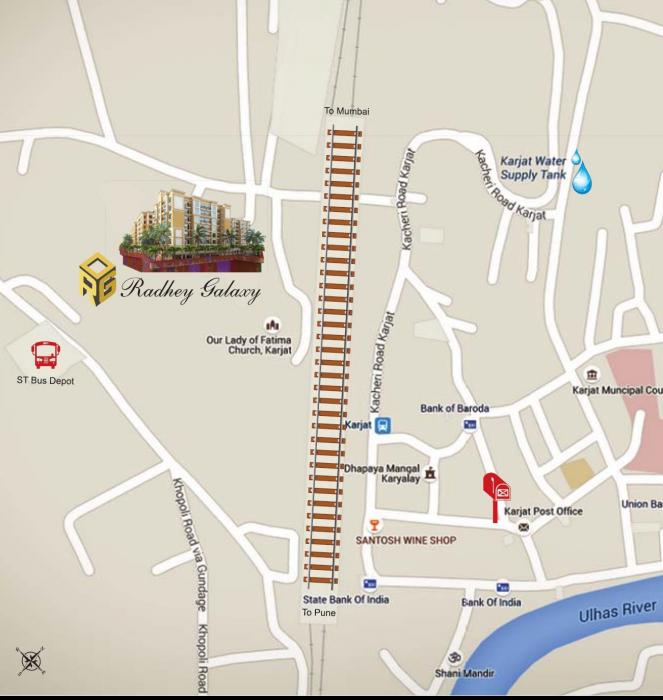 To Mumbai
Kacheri Road Karjat
Kacheri Road Karjat
Karjat Water
Supply Tank
RG
Radhey Galaxy
Our Lady of Fatima
Church, Karjat
ST Bus Depot
Kacheri Road Karjat
Karjat Muncipal Cou
Bank of Baroda
Karjat
Dhapaya Mangal
Karyalay
Khopoli Road via Gundage
Khopoli Road
Karjat Post Office
Union Ba
SANTOSH WINE SHOP
State Bank Of India
To Pune
Bank Of India
Ulhas River
Shani Mandir